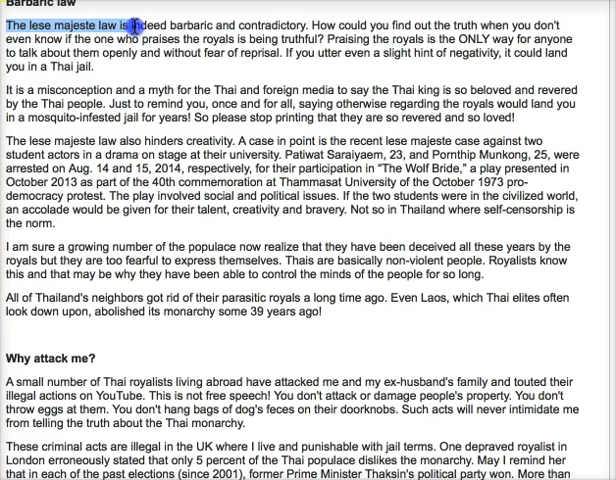 Barbaric law
The lese majeste law is indeed barbaric and contradictory. How could you find out the truth when you don't
even know if the one who praises the royals is being truthful? Praising the royals is the ONLY way for anyone
to talk about them openly and without fear of reprisal. If you utter even a slight hint of negativity, it could land
you in a Thai jail.
It is a misconception and a myth for the Thai and foreign media to say the Thai king is so beloved and revered
by the Thai people. Just to remind you, once and for all, saying otherwise regarding the royals would land you
in a mosquito-infested jail for years! So please stop printing that they are so revered and so loved!
The lese majeste law also hinders creativity. A case in point is the recent lese majeste case against two
student actors in a drama on stage at their university. Patiwat Saraiyaem, 23, and Pornthip Munkong, 25, were
arrested on Aug. 14 and 15, 2014, respectively, for their participation in "The Wolf Bride," a play presented in
October 2013 as part of the 40th commemoration at Thammasat University of the October 1973 pro-
democracy protest. The play involved social and political issues. If the two students were in the civilized world,
an accolade would be given for their talent, creativity and bravery. Not so in Thailand where self-censorship is
the norm.
I am sure a growing number of the populace now realize that they have been deceived all these years by the
royals but they are too fearful to express themselves. Thais are basically non-violent people. Royalists know
this and that may be why they have been able to control the minds of the people for so long.
All of Thailand's neighbors got rid of their parasitic royals a long time ago. Even Laos, which Thai elites often
look down upon, abolished its monarchy some 39 years ago!
Why attack me?
A small number of Thai royalists living abroad have attacked me and my ex-husband's family and touted their
illegal actions on YouTube. This is not free speech! You don't attack or damage people's property. You don't
throw eggs at them. You don't hang bags of dog's feces on their doorknobs. Such acts will never intimidate me
from telling the truth about the Thai monarchy.
These criminal acts are illegal in the UK where I live and punishable with jail terms. One depraved royalist in
London erroneously stated that only 5 percent of the Thai populace dislikes the monarchy. May I remind her
that in each of the past elections (since 2001), former Prime Minister Thaksin's political party won. More than